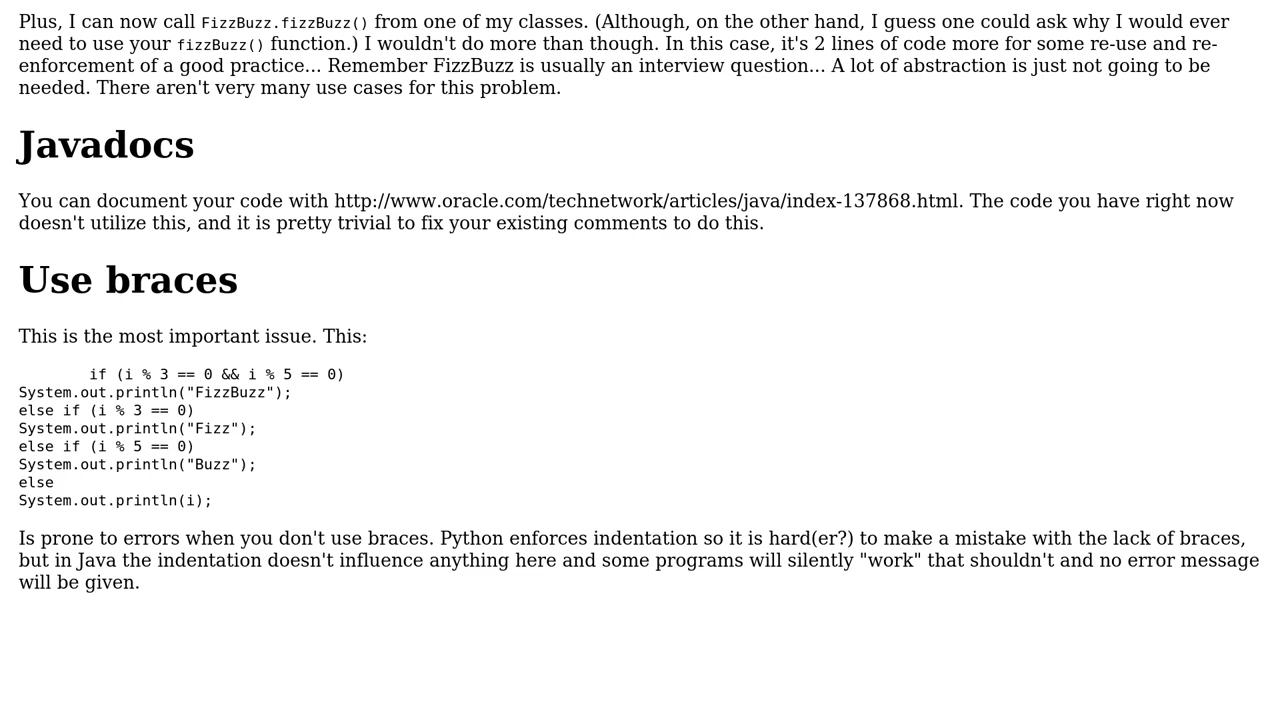 Plus, I can now call FizzBuzz.fizzBuzz() from one of my classes. (Although, on the other hand, I guess one could ask why I would ever
need to use your fizzBuzz() function.) I wouldn't do more than though. In this case, it's 2 lines of code more for some re-use and re-
enforcement of a good practice... Remember FizzBuzz is usually an interview question... A lot of abstraction is just not going to be
needed. There aren't very many use cases for this problem.
Javadocs
You can document your code with http://www.oracle.com/technetwork/articles/java/index-137868.html. The code you have right now
doesn't utilize this, and it is pretty trivial to fix your existing comments to do this.
Use braces
This is the most important issue. This:
        if (i % 3 == 0 && i % 5 == 0)
System.out.println("FizzBuzz");
else if (i % 3 == 0)
System.out.println("Fizz");
else if (i % 5 == 0)
System.out.println("Buzz");
else
System.out.println(i);
Is prone to errors when you don't use braces. Python enforces indentation so it is hard(er?) to make a mistake with the lack of braces,
but in Java the indentation doesn't influence anything here and some programs will silently "work" that shouldn't and no error message
will be given.